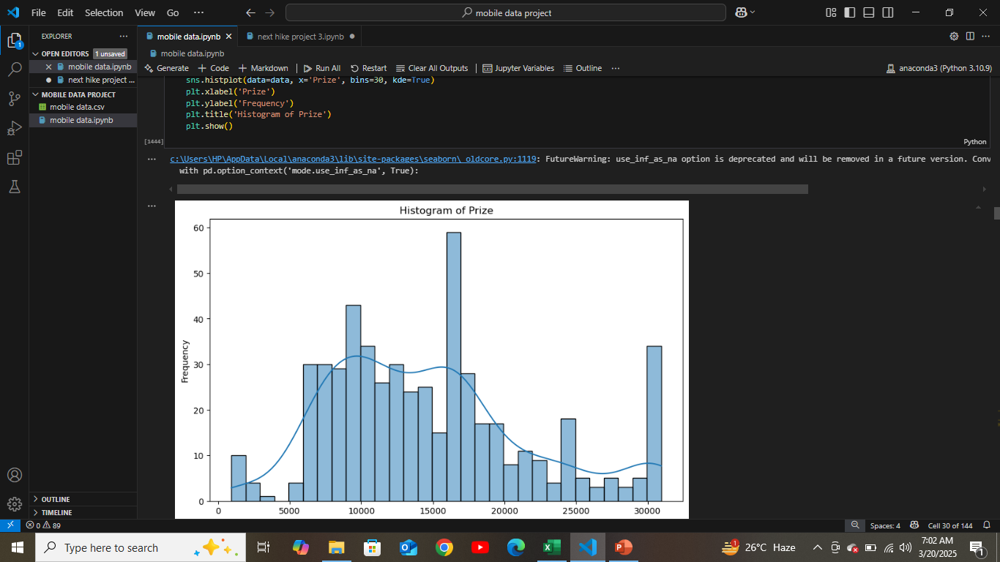 File Edit Selection View Go ··· mobile data project
EXPLORER ···
mobile data.ipynb
next hike project 3.ipynb
OPEN EDITORS 1 unsaved
mobile data.ipynb
mobile data.ipynb
next hike project ...
Generate + Code + Markdown Run All Restart Clear All Outputs Jupyter Variables Outline ··· anaconda3 (Python 3.10.9)
MOBILE DATA PROJECT
mobile data.csv
mobile data.ipynb
sns.histplot(data=data, x='Prize', bins=30, kde=True)
plt.xlabel('Prize')
plt.ylabel('Frequency')
plt.title('Histogram of Prize')
plt.show()
[1444] Python
c:\Users\HP\AppData\Local\anaconda3\lib\site-packages\seaborn\_oldcore.py:1119: FutureWarning: use_inf_as_na option is deprecated and will be removed in a future version. Conv
with pd.option_context('mode.use_inf_as_na', True):
Histogram of Prize
60
50
40
30
20
10
0
Frequency
0 5000 10000 15000 20000 25000 30000
OUTLINE
TIMELINE
1
0 89 Spaces: 4 Cell 30 of 144
Type here to search
1 26°C Haze
7:02 AM
3/20/2025
1